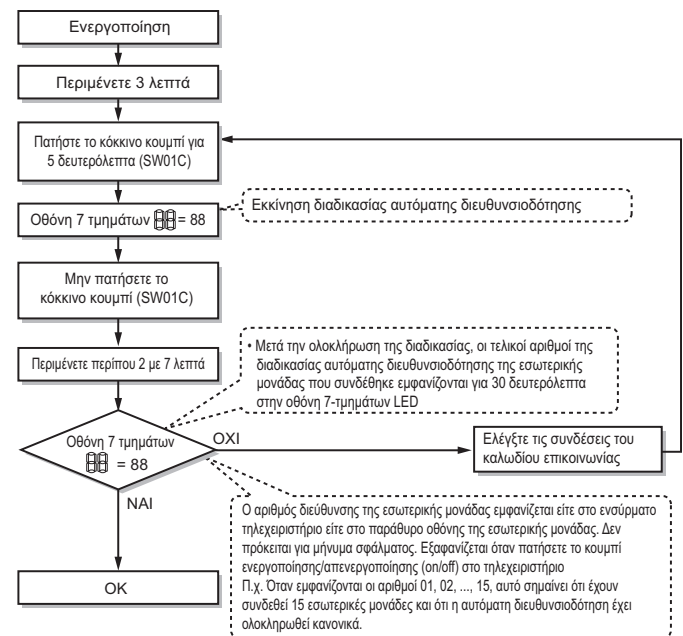 Ενεργοποίηση
Περιμένετε 3 λεπτά
Πατήστε το κόκκινο κουμπί για
5 δευτερόλεπτα (SW01C)
Οθόνη 7 τμημάτων 88 = 88
Εκκίνηση διαδικασίας αυτόματης διευθυνσιοδότησης
Μην πατήσετε το
κόκκινο κουμπί (SW01C)
Περιμένετε περίπου 2 με 7 λεπτά
• Μετά την ολοκλήρωση της διαδικασίας, οι τελικοί αριθμοί της
διαδικασίας αυτόματης διευθυνσιοδότησης της εσωτερικής
μονάδας που συνδέθηκε εμφανίζονται για 30 δευτερόλεπτα
στην οθόνη 7-τμημάτων LED
Οθόνη 7 τμημάτων
88 = 88
ΟΧΙ
Ελέγξτε τις συνδέσεις του
καλωδίου επικοινωνίας
ΝΑΙ
Ο αριθμός διεύθυνσης της εσωτερικής μονάδας εμφανίζεται είτε στο ενσύρματο
τηλεχειριστήριο είτε στο παράθυρο οθόνης της εσωτερικής μονάδας. Δεν
πρόκειται για μήνυμα σφάλματος. Εξαφανίζεται όταν πατήσετε το κουμπί
ενεργοποίησης/απενεργοποίησης (on/off) στο τηλεχειριστήριο
Π.χ. Όταν εμφανίζονται οι αριθμοί 01, 02, ..., 15, αυτό σημαίνει ότι έχουν
συνδεθεί 15 εσωτερικές μονάδες και ότι η αυτόματη διευθυνσιοδότηση έχει
ολοκληρωθεί κανονικά.
OK